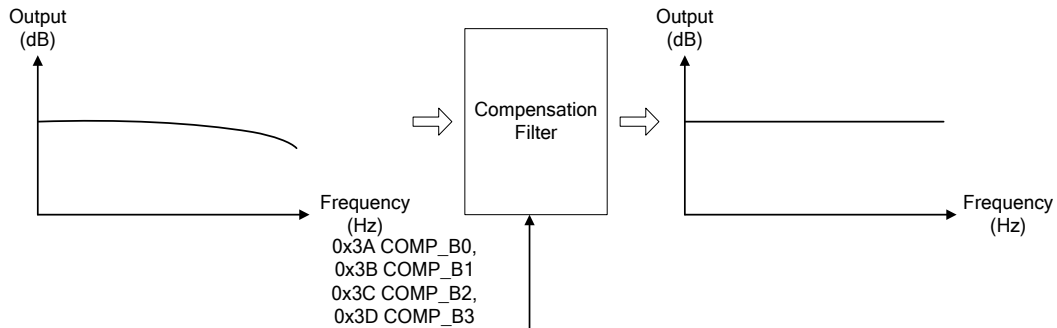 Output
(dB)
Frequency
(Hz)
0x3A COMP_B0,
0x3B COMP_B1
0x3C COMP_B2,
0x3D COMP_B3
Compensation
Filter
Output
(dB)
Frequency
(Hz)